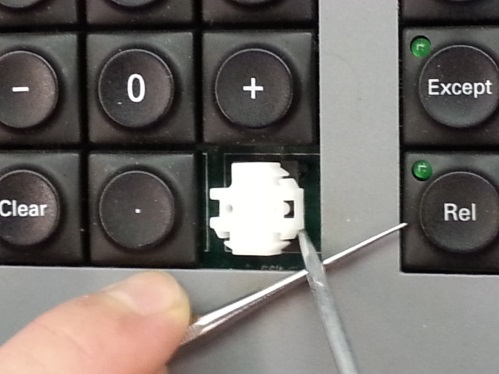 - 0 + Except
Clear . Rel